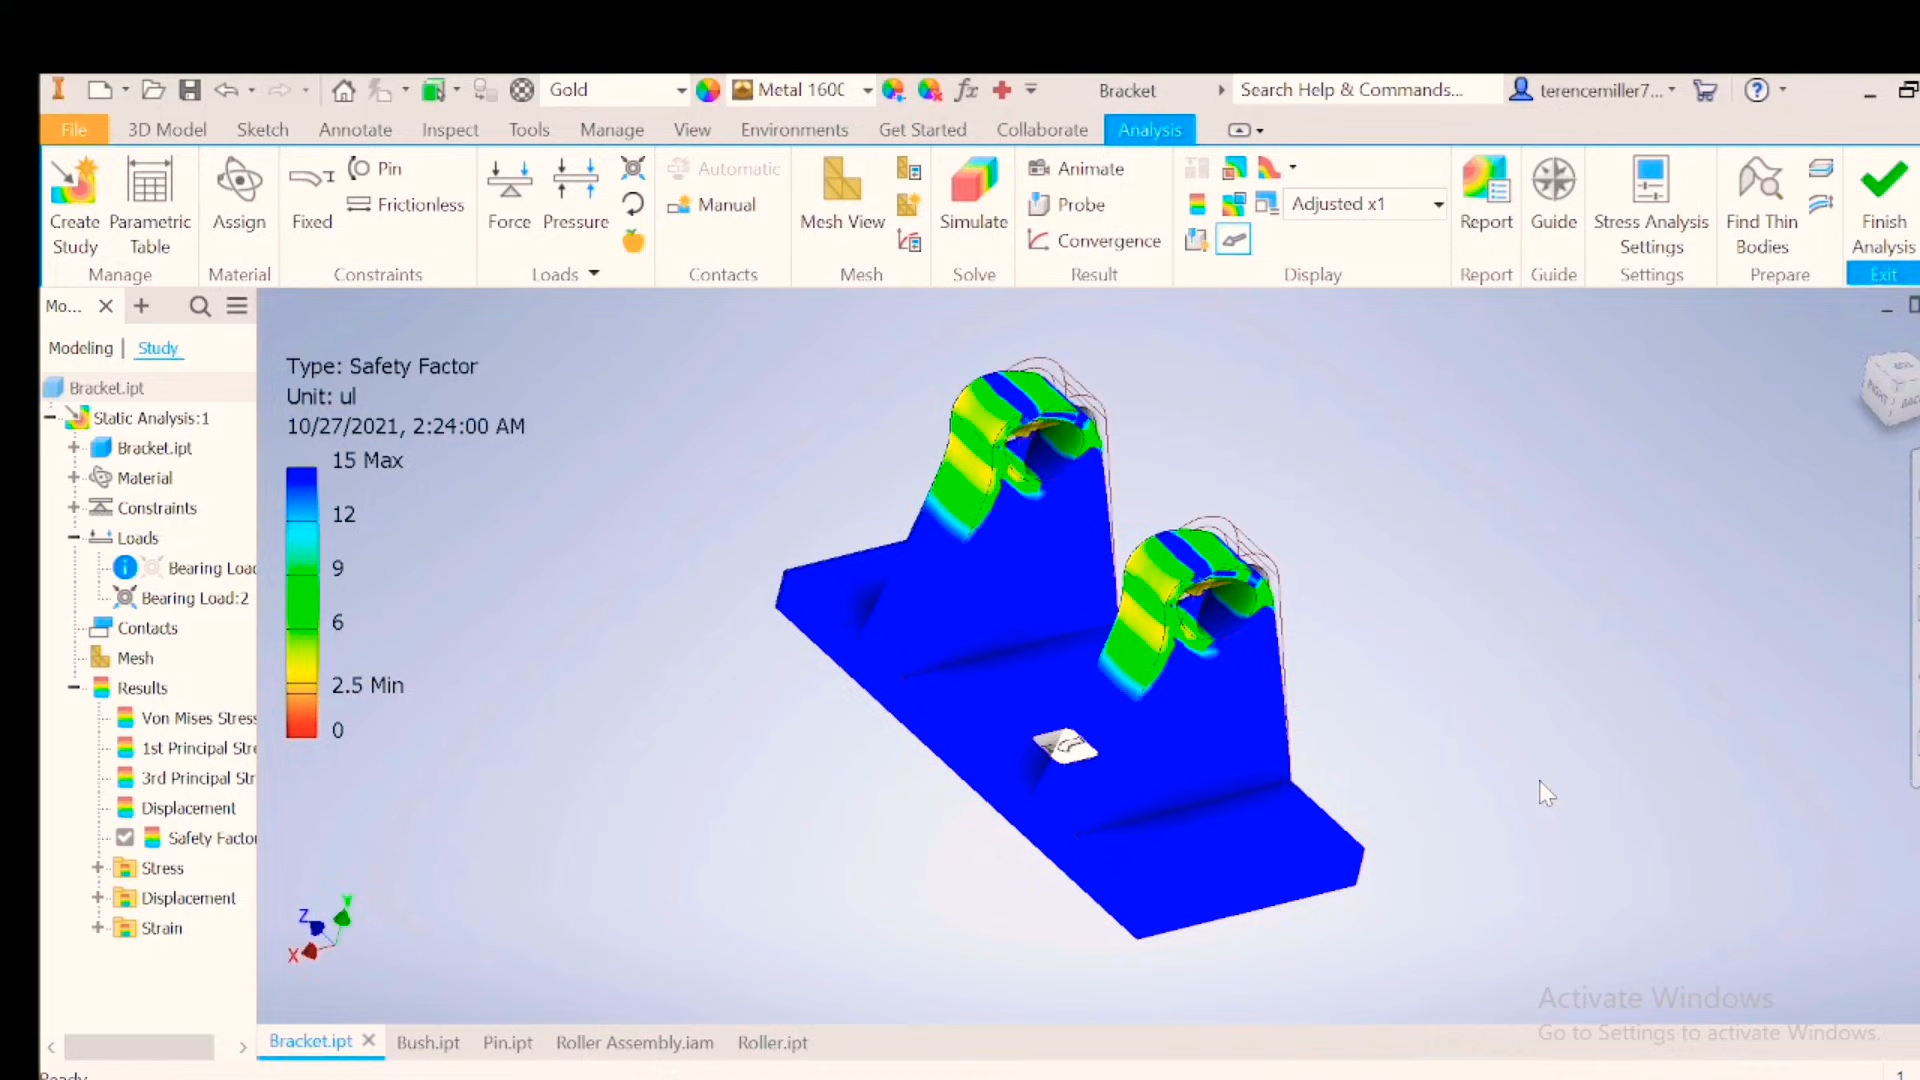 Gold
Metal 160(
fx
Bracket
Search Help & Commands...
terencemiller7...
File
3D Model
Sketch
Annotate
Inspect
Tools
Manage
View
Environments
Get Started
Collaborate
Analysis
Create Study
Parametric Table
Assign
Fixed
Pin
Frictionless
Force
Pressure
Automatic
Manual
Mesh View
Simulate
Animate
Probe
Convergence
Adjusted x1
Report
Guide
Stress Analysis Settings
Find Thin Bodies
Finish Analysis
Manage
Material
Constraints
Loads
Contacts
Mesh
Solve
Result
Display
Report
Guide
Settings
Prepare
Exit
Mo...
Modeling
Study
Bracket.ipt
Static Analysis:1
Bracket.ipt
Material
Constraints
Loads
Bearing Loac
Bearing Load:2
Contacts
Mesh
Results
Von Mises Stress
1st Principal Stre
3rd Principal Str
Displacement
Safety Factor
Stress
Displacement
Strain
Type: Safety Factor
Unit: ul
10/27/2021, 2:24:00 AM
15 Max
12
9
6
2.5 Min
0
Z
Y
X
Activate Windows
Go to Settings to activate Windows.
Bracket.ipt
Bush.ipt
Pin.ipt
Roller Assembly.iam
Roller.ipt
Ready